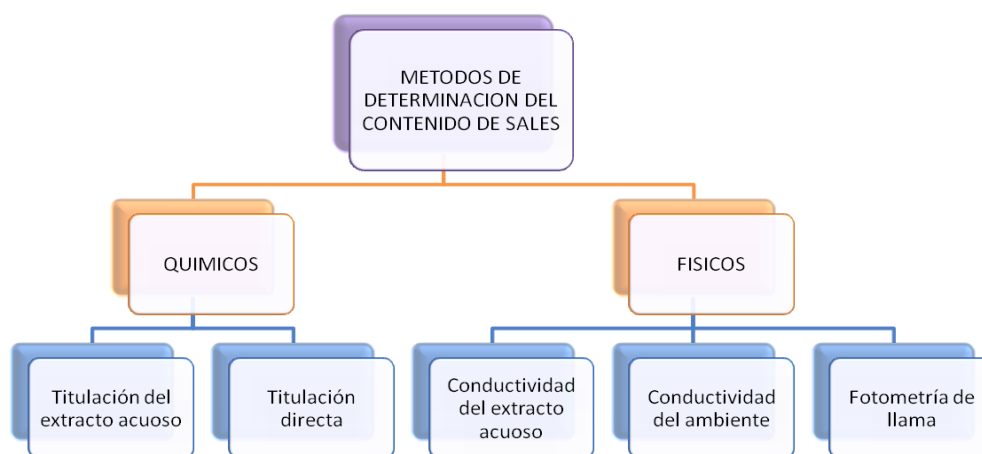 METODOS DE
DETERMINACION DEL
CONTENIDO DE SALES
QUIMICOS
FISICOS
Titulación del
extracto acuoso
Titulación
directa
Conductividad
del extracto
acuoso
Conductividad
del ambiente
Fotometría de
llama